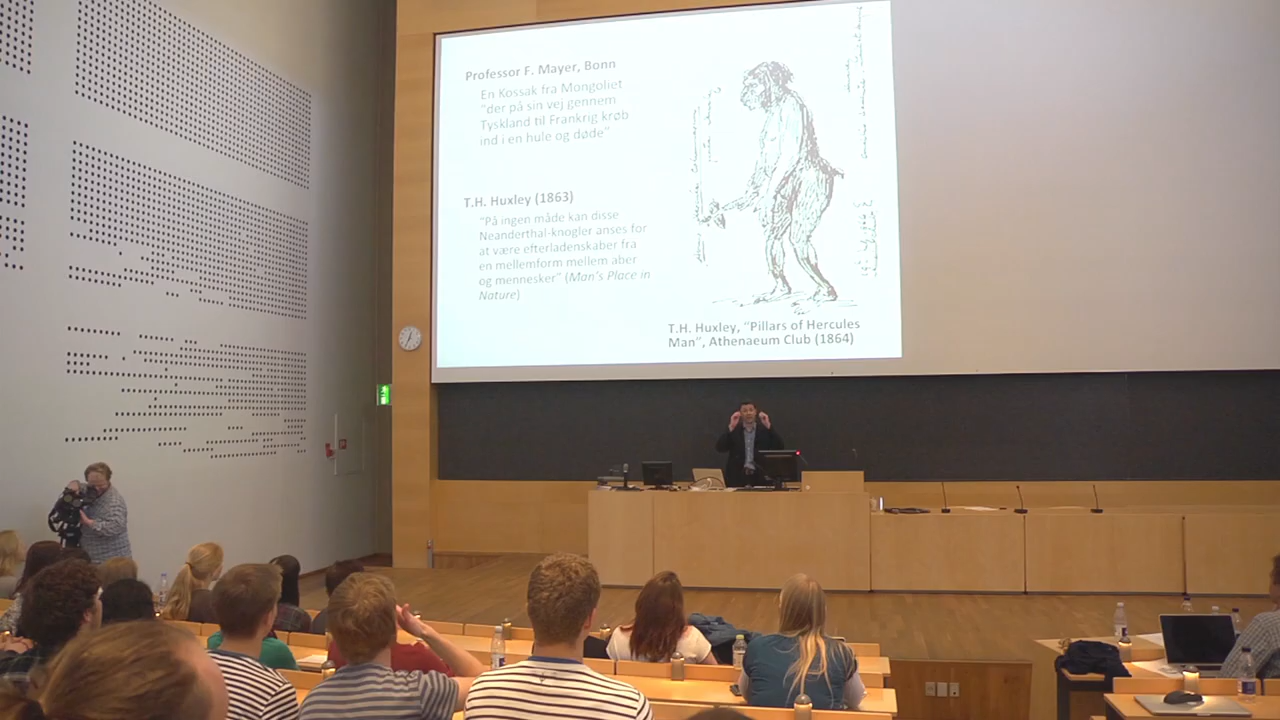 Professor F. Mayer, Bonn
En Kossak fra Mongoliet
"der på sin vej gennem
Tyskland til Frankrig krøb
ind i en hule og døde"
T.H. Huxley (1863)
"På ingen måde kan disse
Neanderthal-knogler anses for
at være efterladenskaber fra
en mellemform mellem aber
og mennesker" (Man's Place in
Nature)
T.H. Huxley, "Pillars of Hercules
Man", Athenaeum Club (1864)